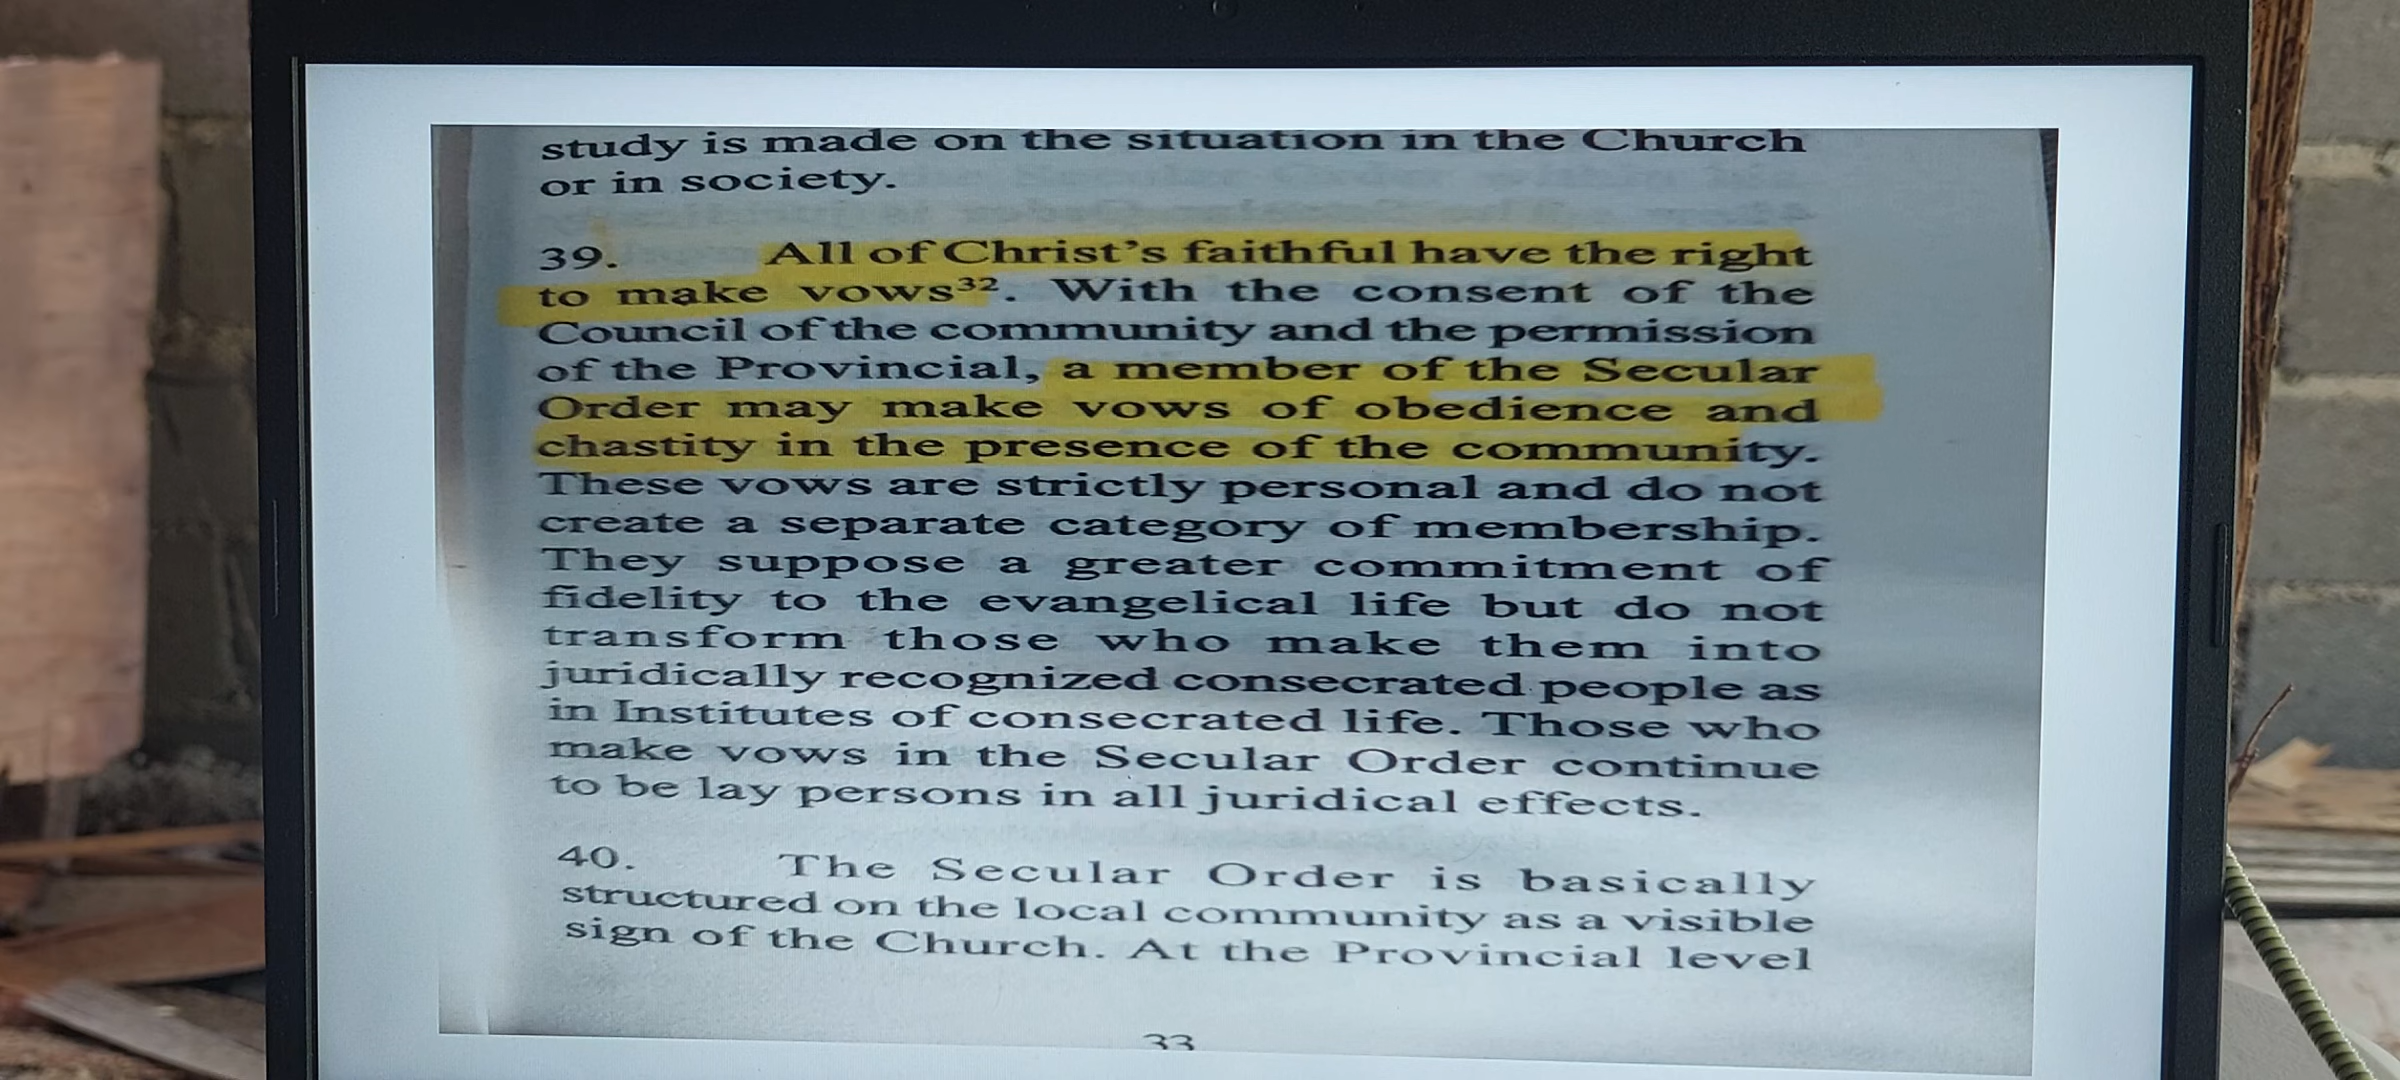 study is made on the situation in the Church
or in society.
39. All of Christ's faithful have the right
to make vows³². With the consent of the
Council of the community and the permission
of the Provincial, a member of the Secular
Order may make vows of obedience and
chastity in the presence of the community.
These vows are strictly personal and do not
create a separate category of membership.
They suppose a greater commitment of
fidelity to the evangelical life but do not
transform those who make them into
juridically recognized consecrated people as
in Institutes of consecrated life. Those who
make vows in the Secular Order continue
to be lay persons in all juridical effects.
40. The Secular Order is basically
structured on the local community as a visible
sign of the Church. At the Provincial level
33